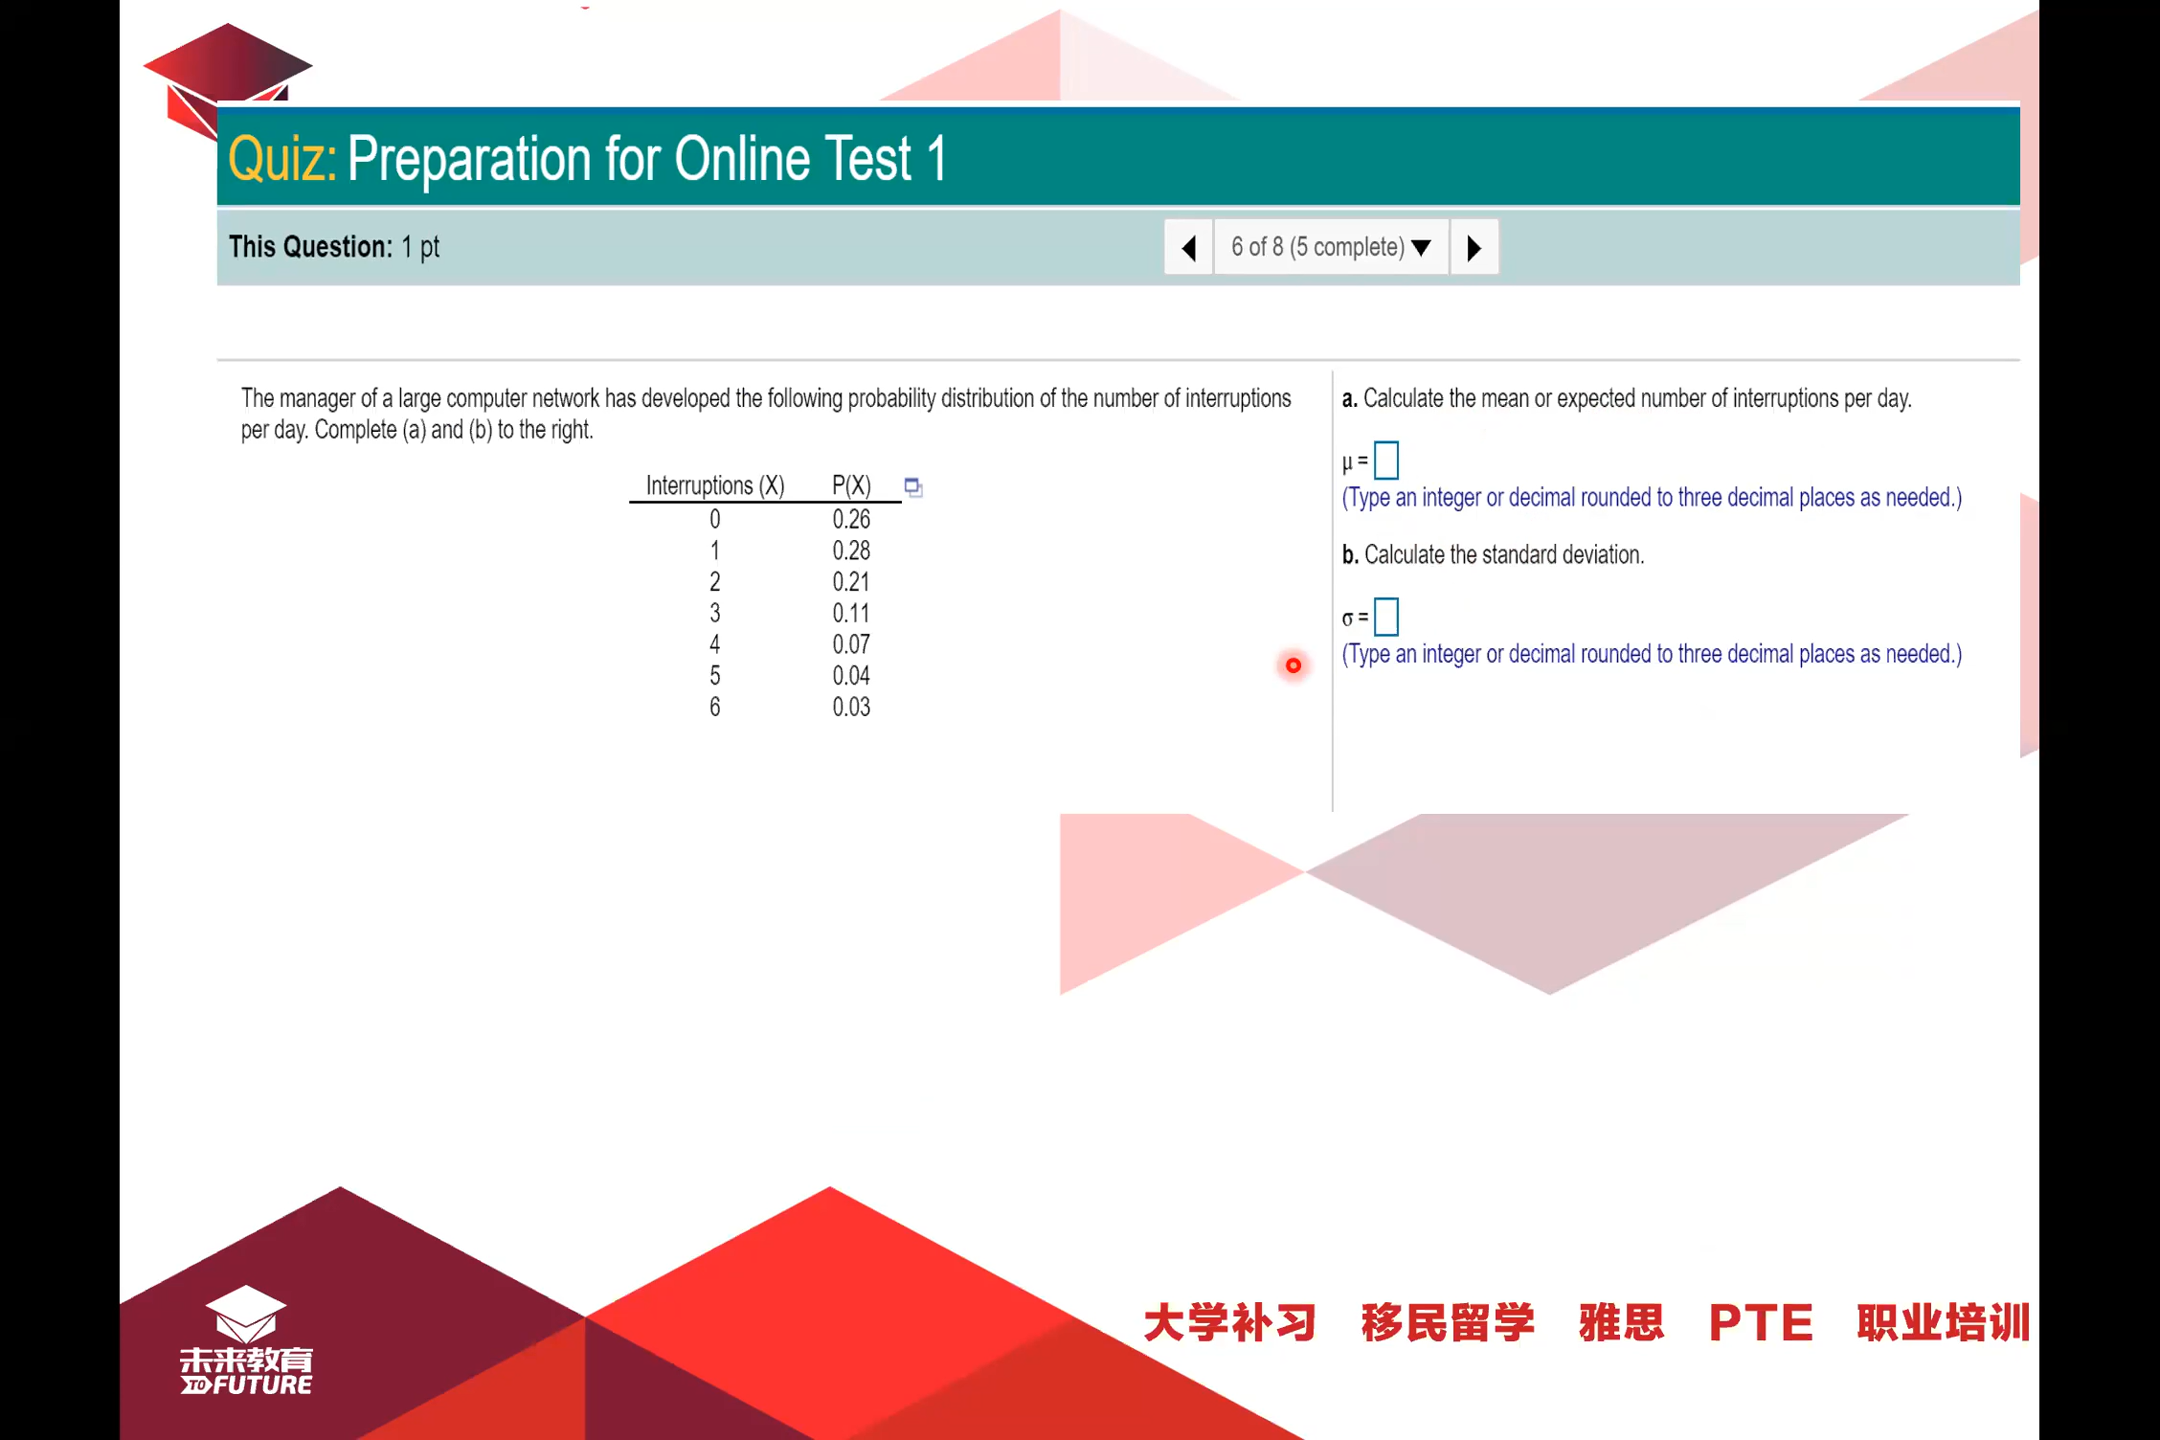 Quiz: Preparation for Online Test 1
This Question: 1 pt
6 of 8 (5 complete)
The manager of a large computer network has developed the following probability distribution of the number of interruptions
per day. Complete (a) and (b) to the right.
Interruptions (X) P(X)
0 0.26
1 0.28
2 0.21
3 0.11
4 0.07
5 0.04
6 0.03
a. Calculate the mean or expected number of interruptions per day.
μ =
(Type an integer or decimal rounded to three decimal places as needed.)
b. Calculate the standard deviation.
σ =
(Type an integer or decimal rounded to three decimal places as needed.)
未来教育
TO FUTURE
大学补习 移民留学 雅思 PTE 职业培训